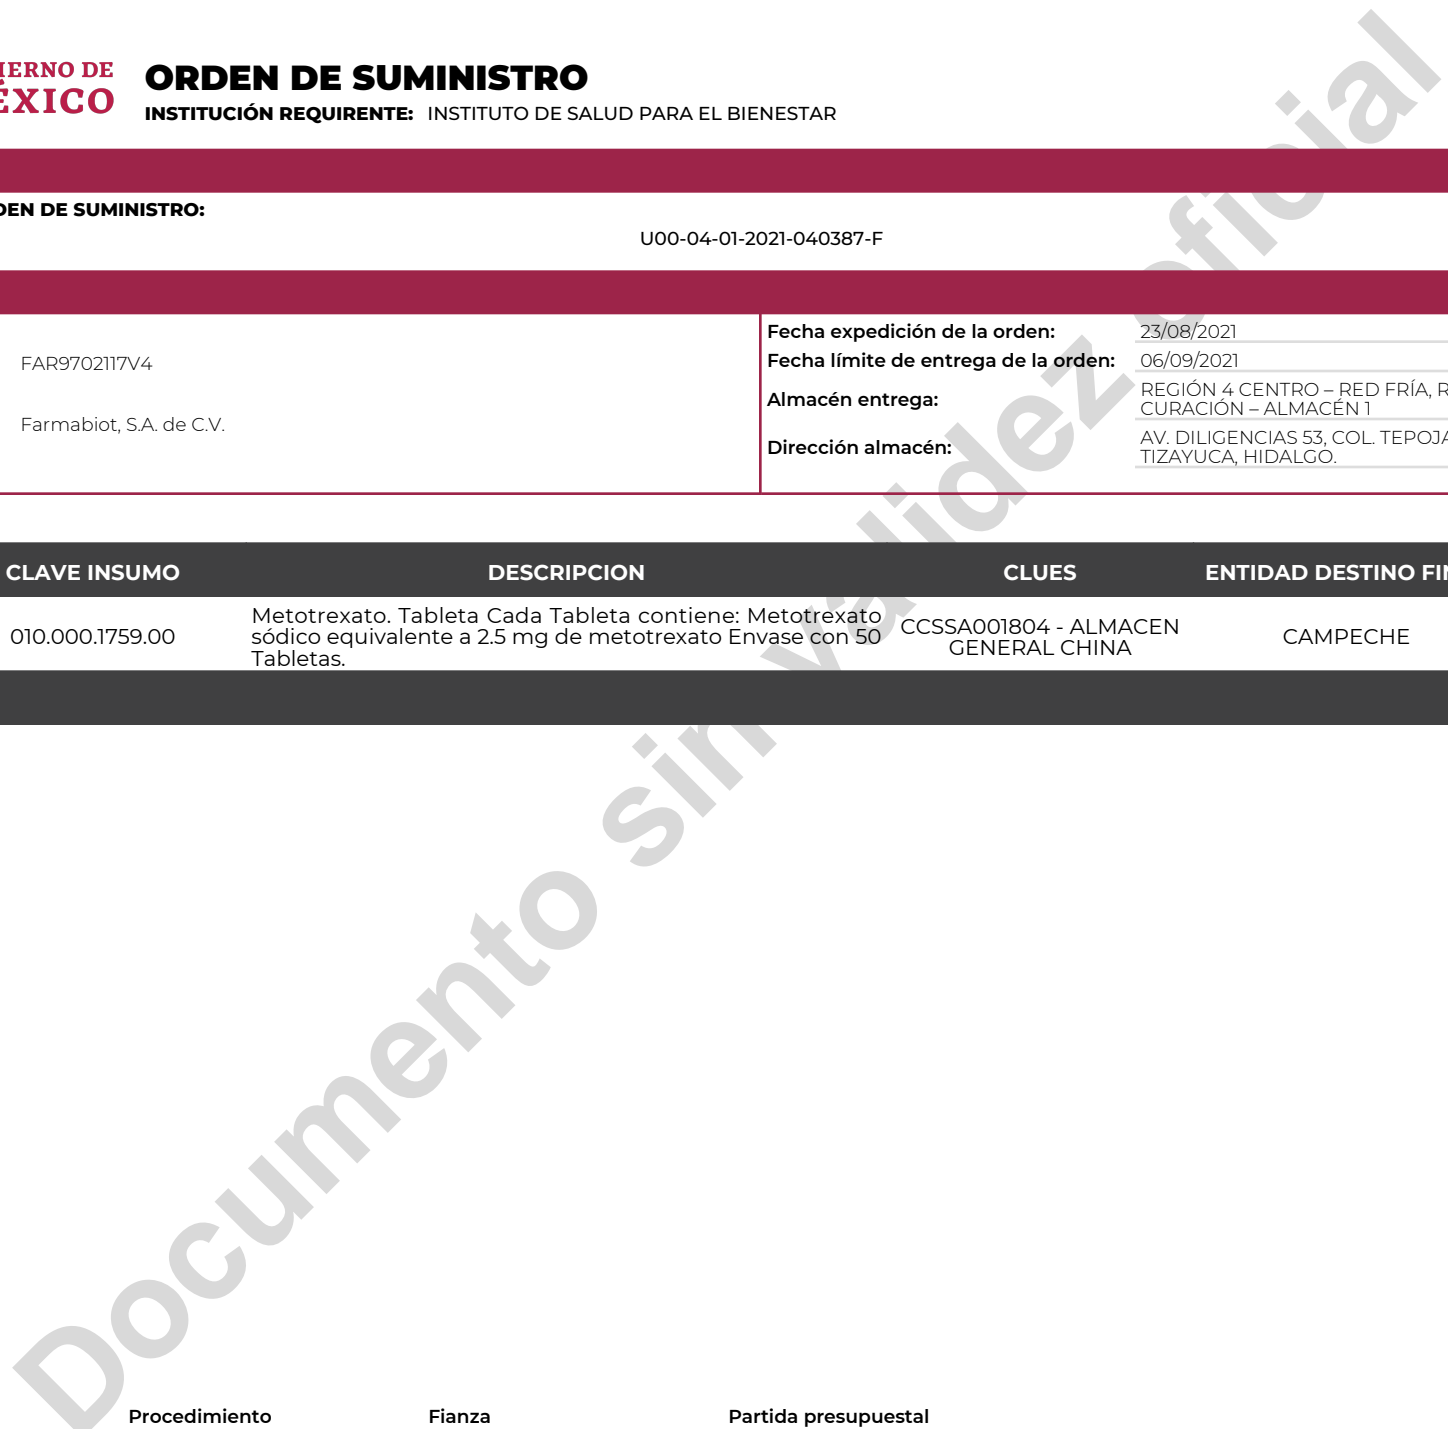 IERNO DE
ÉXICO
ORDEN DE SUMINISTRO
INSTITUCIÓN REQUIRENTE: INSTITUTO DE SALUD PARA EL BIENESTAR
DEN DE SUMINISTRO:
U00-04-01-2021-040387-F
FAR9702117V4
Farmabiot, S.A. de C.V.
Fecha expedición de la orden: 23/08/2021
Fecha límite de entrega de la orden: 06/09/2021
Almacén entrega: REGIÓN 4 CENTRO – RED FRÍA, R
CURACIÓN – ALMACÉN 1
Dirección almacén: AV. DILIGENCIAS 53, COL. TEPOJA
TIZAYUCA, HIDALGO.
CLAVE INSUMO DESCRIPCION CLUES ENTIDAD DESTINO FIN
010.000.1759.00
Metotrexato. Tableta Cada Tableta contiene: Metotrexato
sódico equivalente a 2.5 mg de metotrexato Envase con 50
Tabletas.
CCSSA001804 - ALMACEN
GENERAL CHINA
CAMPECHE
Documento sin validez oficial
Procedimiento Fianza Partida presupuestal